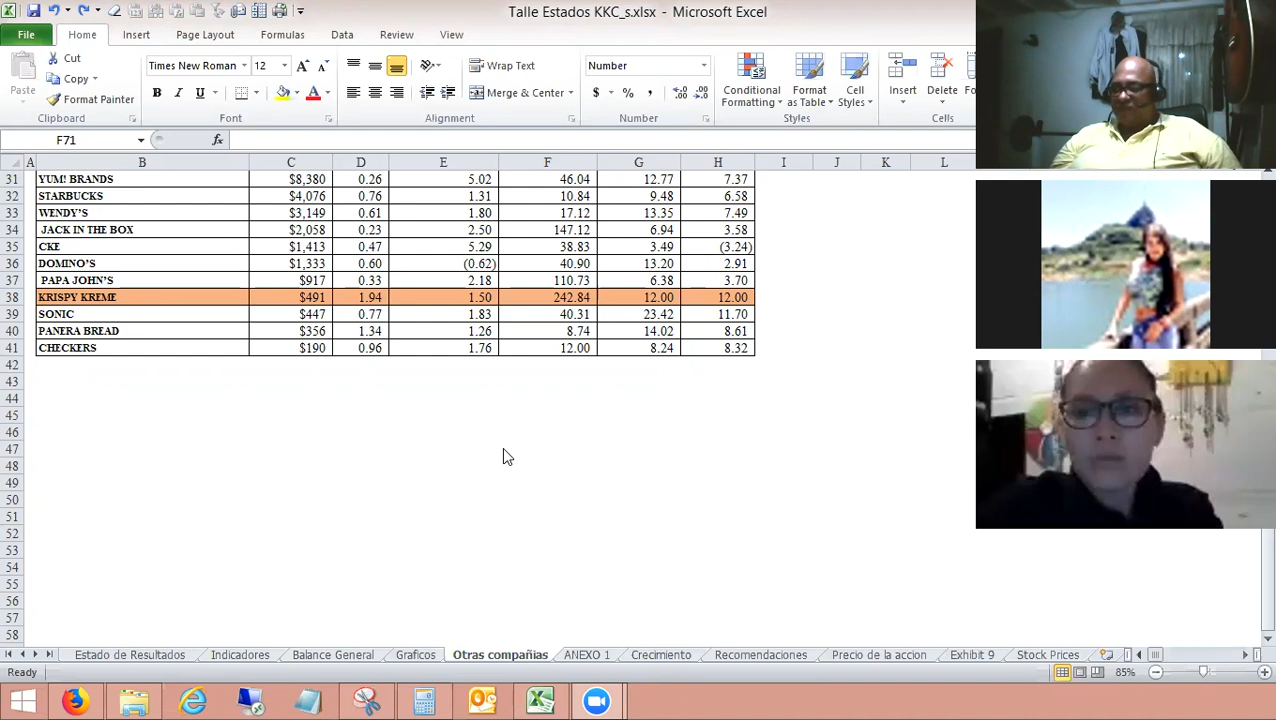 Talle Estados KKC_s.xlsx - Microsoft Excel
File Home Insert Page Layout Formulas Data Review View
Paste
Cut
Copy
Format Painter
Clipboard
Times New Roman 12
B I U
Font
Wrap Text
Merge & Center
Alignment
Number
$ % ,
Number
Conditional Formatting
Format as Table
Cell Styles
Styles
Insert Delete
Cells
F71 fx
A B C D E F G H I J K L
31 YUM! BRANDS $8,380 0.26 5.02 46.04 12.77 7.37
32 STARBUCKS $4,076 0.76 1.31 10.84 9.48 6.58
33 WENDY'S $3,149 0.61 1.80 17.12 13.35 7.49
34 JACK IN THE BOX $2,058 0.23 2.50 147.12 6.94 3.58
35 CKE $1,413 0.47 5.29 38.83 3.49 (3.24)
36 DOMINO'S $1,333 0.60 (0.62) 40.90 13.20 2.91
37 PAPA JOHN'S $917 0.33 2.18 110.73 6.38 3.70
38 KRISPY KREME $491 1.94 1.50 242.84 12.00 12.00
39 SONIC $447 0.77 1.83 40.31 23.42 11.70
40 PANERA BREAD $356 1.34 1.26 8.74 14.02 8.61
41 CHECKERS $190 0.96 1.76 12.00 8.24 8.32
42
43
44
45
46
47
48
49
50
51
52
53
54
55
56
57
58
Estado de Resultados Indicadores Balance General Graficos Otras compañias ANEXO 1 Crecimiento Recomendaciones Precio de la accion Exhibit 9 Stock Prices
Ready 85%